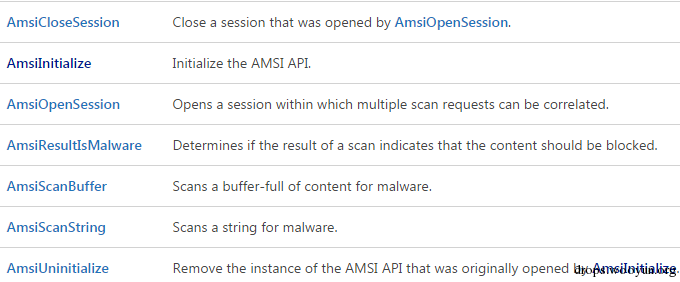 AmsiCloseSession Close a session that was opened by AmsiOpenSession.
AmsiInitialize Initialize the AMSI API.
AmsiOpenSession Opens a session within which multiple scan requests can be correlated.
AmsiResultIsMalware Determines if the result of a scan indicates that the content should be blocked.
AmsiScanBuffer Scans a buffer-full of content for malware.
AmsiScanString Scans a string for malware.
AmsiUninitialize Remove the instance of the AMSI API that was originally opened by AmsiInitialize.
drops.wooyun.org